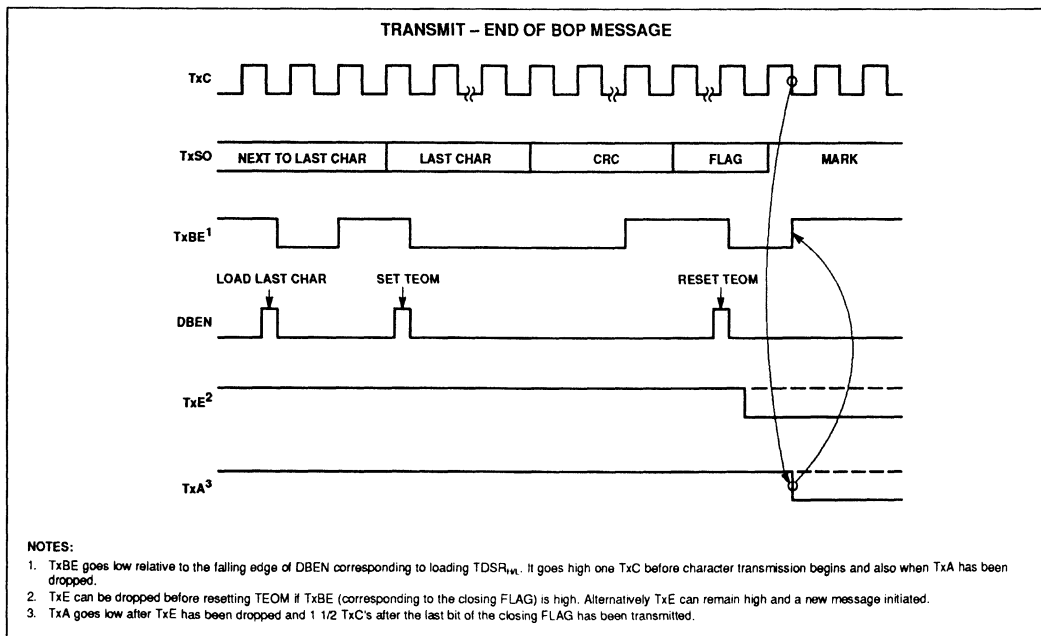 TRANSMIT – END OF BOP MESSAGE
TxC
TxSO
NEXT TO LAST CHAR
LAST CHAR
CRC
FLAG
MARK
TxBE1
LOAD LAST CHAR
SET TEOM
RESET TEOM
DBEN
TxE2
TxA3
NOTES:
1. TxBE goes low relative to the falling edge of DBEN corresponding to loading TDSRH/L. It goes high one TxC before character transmission begins and also when TxA has been
dropped.
2. TxE can be dropped before resetting TEOM if TxBE (corresponding to the closing FLAG) is high. Alternatively TxE can remain high and a new message initiated.
3. TxA goes low after TxE has been dropped and 1 1/2 TxC's after the last bit of the closing FLAG has been transmitted.